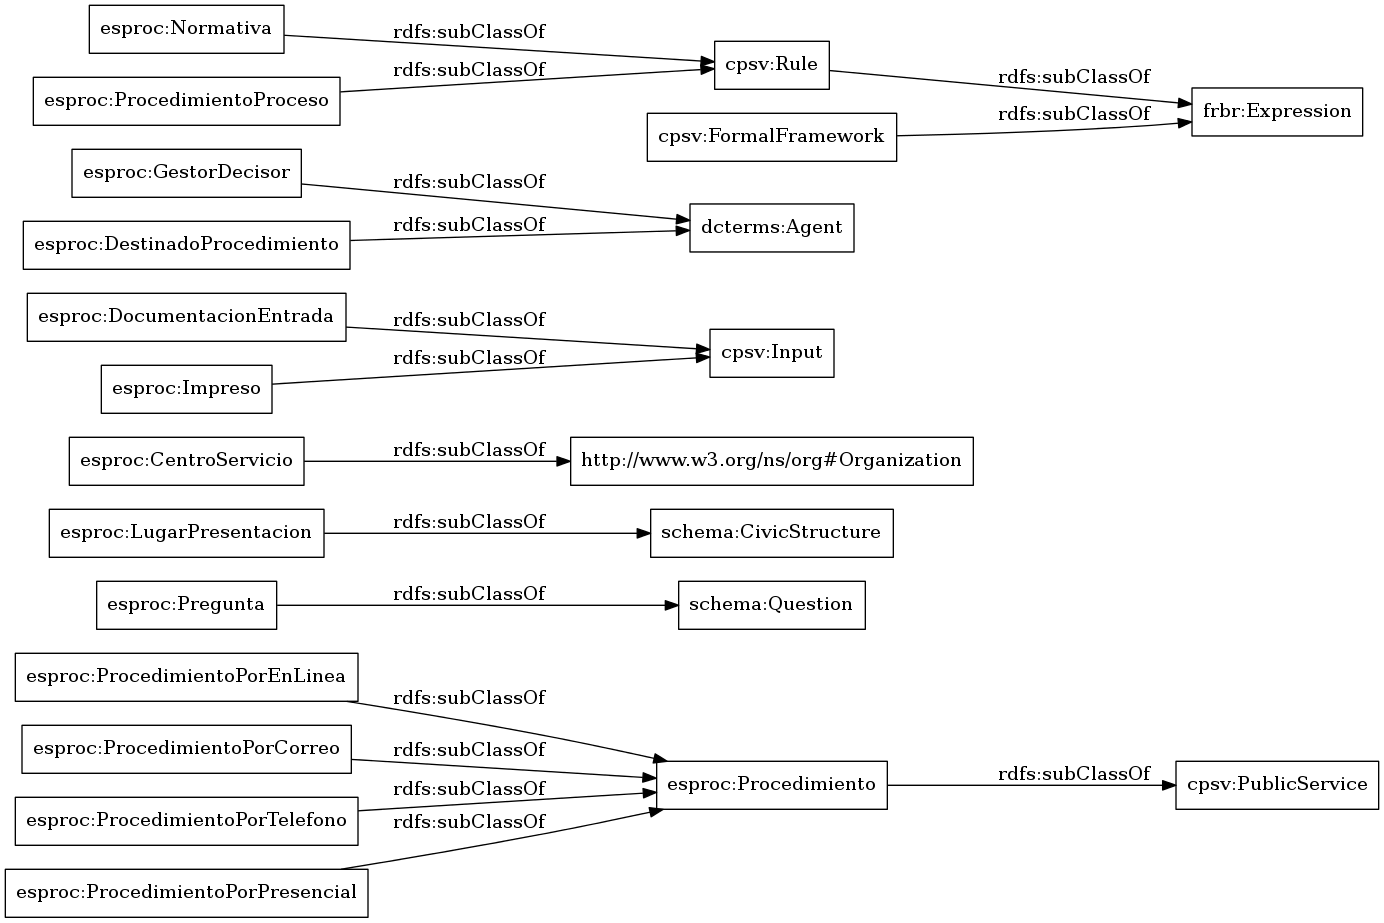 esproc:Normativa
rdfs:subClassOf
cpsv:Rule
rdfs:subClassOf
esproc:ProcedimientoProceso
rdfs:subClassOf
frbr:Expression
cpsv:FormalFramework
rdfs:subClassOf
esproc:GestorDecisor
rdfs:subClassOf
dcterms:Agent
esproc:DestinadoProcedimiento
rdfs:subClassOf
esproc:DocumentacionEntrada
rdfs:subClassOf
cpsv:Input
esproc:Impreso
rdfs:subClassOf
esproc:CentroServicio
rdfs:subClassOf
http://www.w3.org/ns/org#Organization
esproc:LugarPresentacion
rdfs:subClassOf
schema:CivicStructure
esproc:Pregunta
rdfs:subClassOf
schema:Question
esproc:ProcedimientoPorEnLinea
rdfs:subClassOf
esproc:ProcedimientoPorCorreo
rdfs:subClassOf
esproc:Procedimiento
rdfs:subClassOf
cpsv:PublicService
esproc:ProcedimientoPorTelefono
rdfs:subClassOf
esproc:ProcedimientoPorPresencial
rdfs:subClassOf